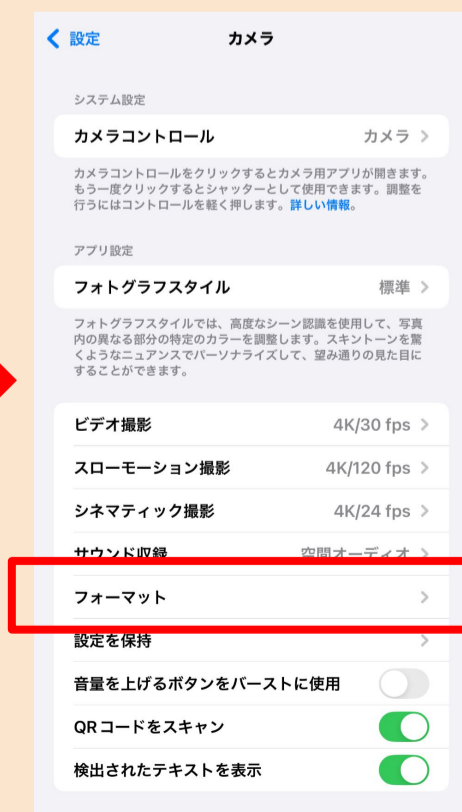 設定 カメラ
システム設定
カメラコントロール カメラ
カメラコントロールをクリックするとカメラ用アプリが開きます。
もう一度クリックするとシャッターとして使用できます。調整を
行うにはコントロールを軽く押します。詳しい情報。
アプリ設定
フォトグラフスタイル 標準
フォトグラフスタイルでは、高度なシーン認識を使用して、写真
内の異なる部分の特定のカラーを調整します。スキントーンを驚
くようなニュアンスでパーソナライズして、望み通りの見た目に
することができます。
ビデオ撮影 4K/30 fps
スローモーション撮影 4K/120 fps
シネマティック撮影 4K/24 fps
サウンド収録 空間オーディオ
フォーマット
設定を保持
音量を上げるボタンをバーストに使用
QRコードをスキャン
検出されたテキストを表示